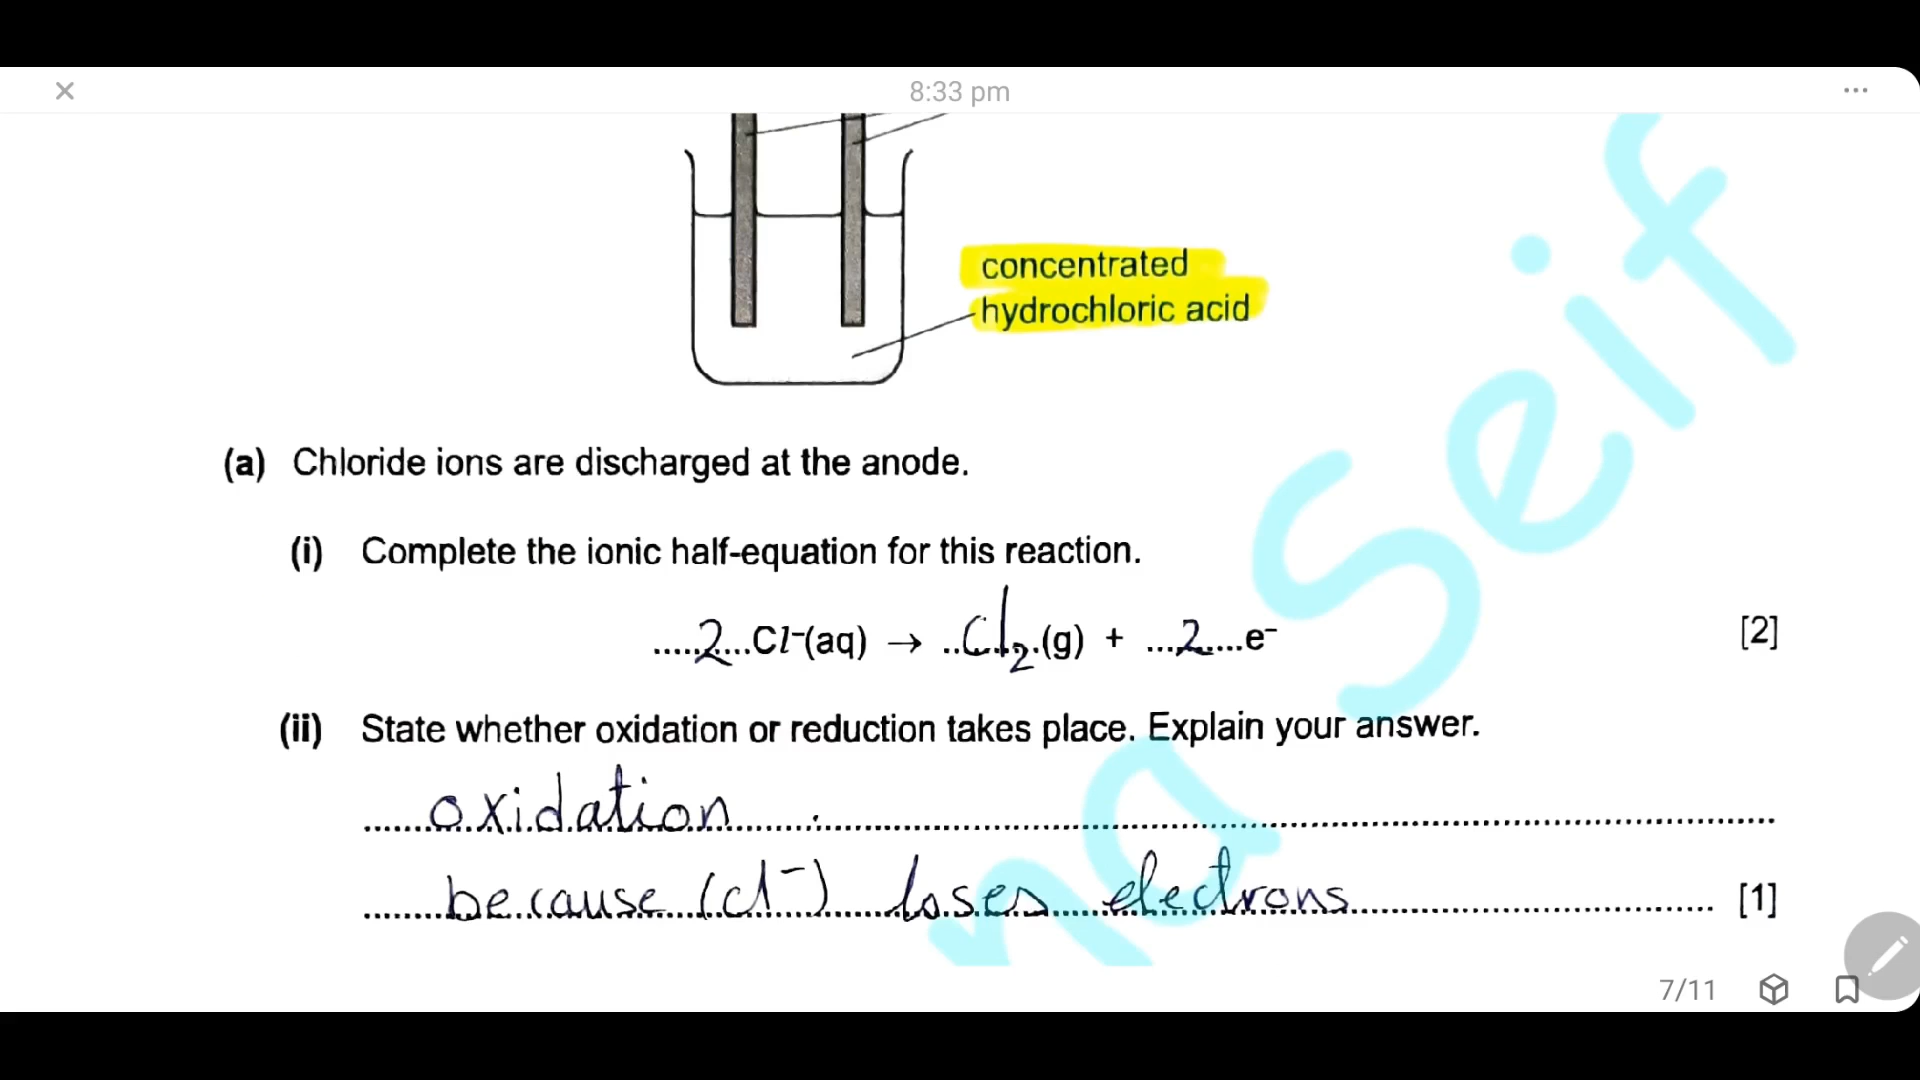 8:33 pm
concentrated
hydrochloric acid
(a) Chloride ions are discharged at the anode.
(i) Complete the ionic half-equation for this reaction.
.....2...Cl⁻(aq) → ..Cl₂.(g) + ...2....e⁻ [2]
(ii) State whether oxidation or reduction takes place. Explain your answer.
oxidation
because (cl⁻) loses electrons [1]
na Seif
7/11